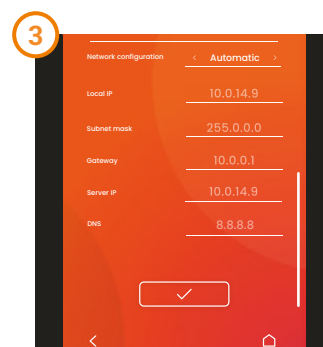 3
Network configuration < Automatic >
Local IP 10.0.14.9
Subnet mask 255.0.0.0
Gateway 10.0.0.1
Server IP 10.0.14.9
DNS 8.8.8.8